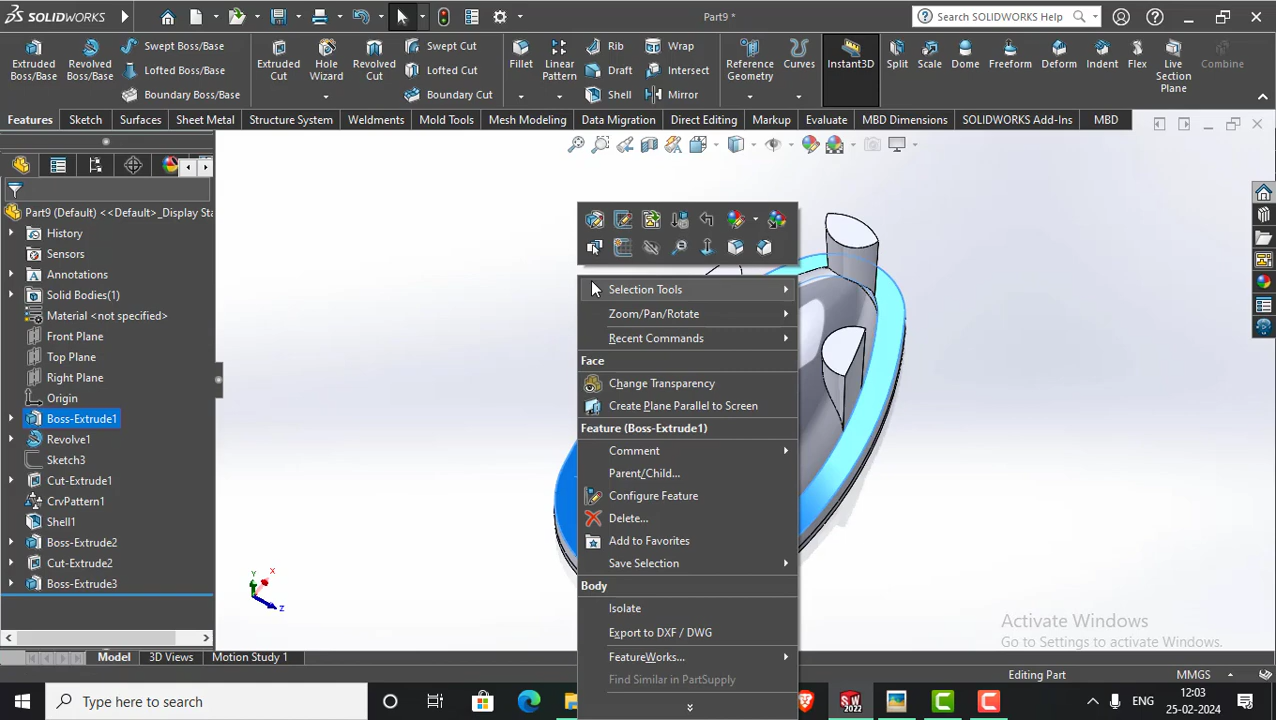 SOLIDWORKS
Part9 *
Search SOLIDWORKS Help
Extruded Boss/Base
Revolved Boss/Base
Swept Boss/Base
Lofted Boss/Base
Boundary Boss/Base
Extruded Cut
Hole Wizard
Revolved Cut
Swept Cut
Lofted Cut
Boundary Cut
Fillet
Linear Pattern
Rib
Draft
Shell
Wrap
Intersect
Mirror
Reference Geometry
Curves
Instant3D
Split
Scale
Dome
Freeform
Deform
Indent
Flex
Live Section Plane
Combine
Features
Sketch
Surfaces
Sheet Metal
Structure System
Weldments
Mold Tools
Mesh Modeling
Data Migration
Direct Editing
Markup
Evaluate
MBD Dimensions
SOLIDWORKS Add-Ins
MBD
Part9 (Default) <<Default>_Display Sta
History
Sensors
Annotations
Solid Bodies(1)
Material <not specified>
Front Plane
Top Plane
Right Plane
Origin
Boss-Extrude1
Revolve1
Sketch3
Cut-Extrude1
CrvPattern1
Shell1
Boss-Extrude2
Cut-Extrude2
Boss-Extrude3
Selection Tools
Zoom/Pan/Rotate
Recent Commands
Face
Change Transparency
Create Plane Parallel to Screen
Feature (Boss-Extrude1)
Comment
Parent/Child...
Configure Feature
Delete...
Add to Favorites
Save Selection
Body
Isolate
Export to DXF / DWG
FeatureWorks...
Find Similar in PartSupply
Y
X
Z
Activate Windows
Go to Settings to activate Windows.
Model
3D Views
Motion Study 1
Editing Part
MMGS
Type here to search
SW
2022
ENG
12:03
25-02-2024